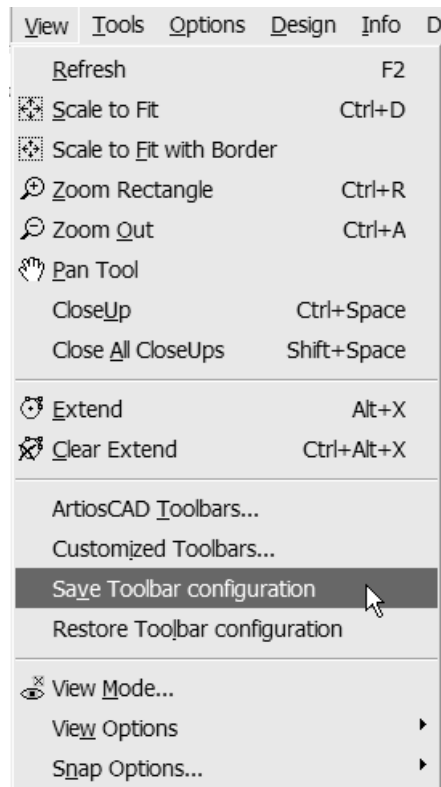 View Tools Options Design Info D
Refresh F2
Scale to Fit Ctrl+D
Scale to Fit with Border
Zoom Rectangle Ctrl+R
Zoom Out Ctrl+A
Pan Tool
CloseUp Ctrl+Space
Close All CloseUps Shift+Space
Extend Alt+X
Clear Extend Ctrl+Alt+X
ArtiosCAD Toolbars...
Customized Toolbars...
Save Toolbar configuration
Restore Toolbar configuration
View Mode...
View Options
Snap Options...